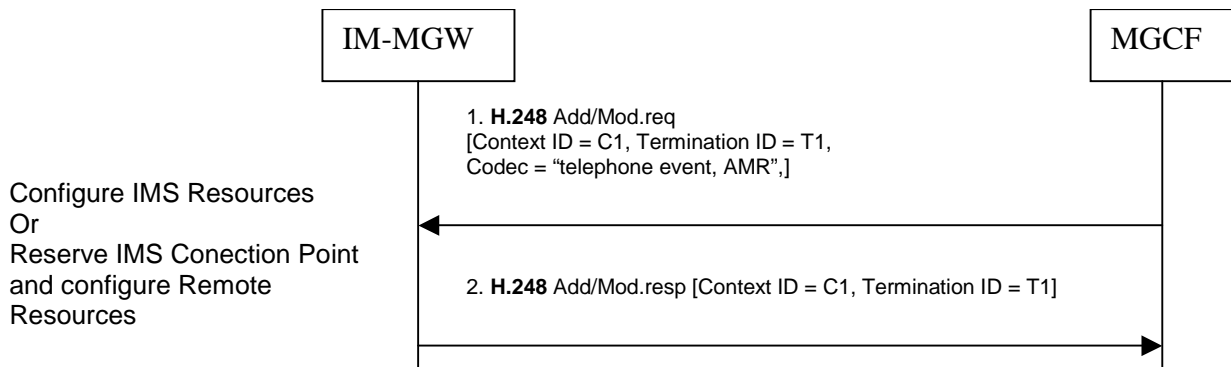 IM-MGW
MGCF
1. H.248 Add/Mod.req
[Context ID = C1, Termination ID = T1,
Codec = “telephone event, AMR”,]
Configure IMS Resources
Or
Reserve IMS Conection Point
and configure Remote
Resources
2. H.248 Add/Mod.resp [Context ID = C1, Termination ID = T1]